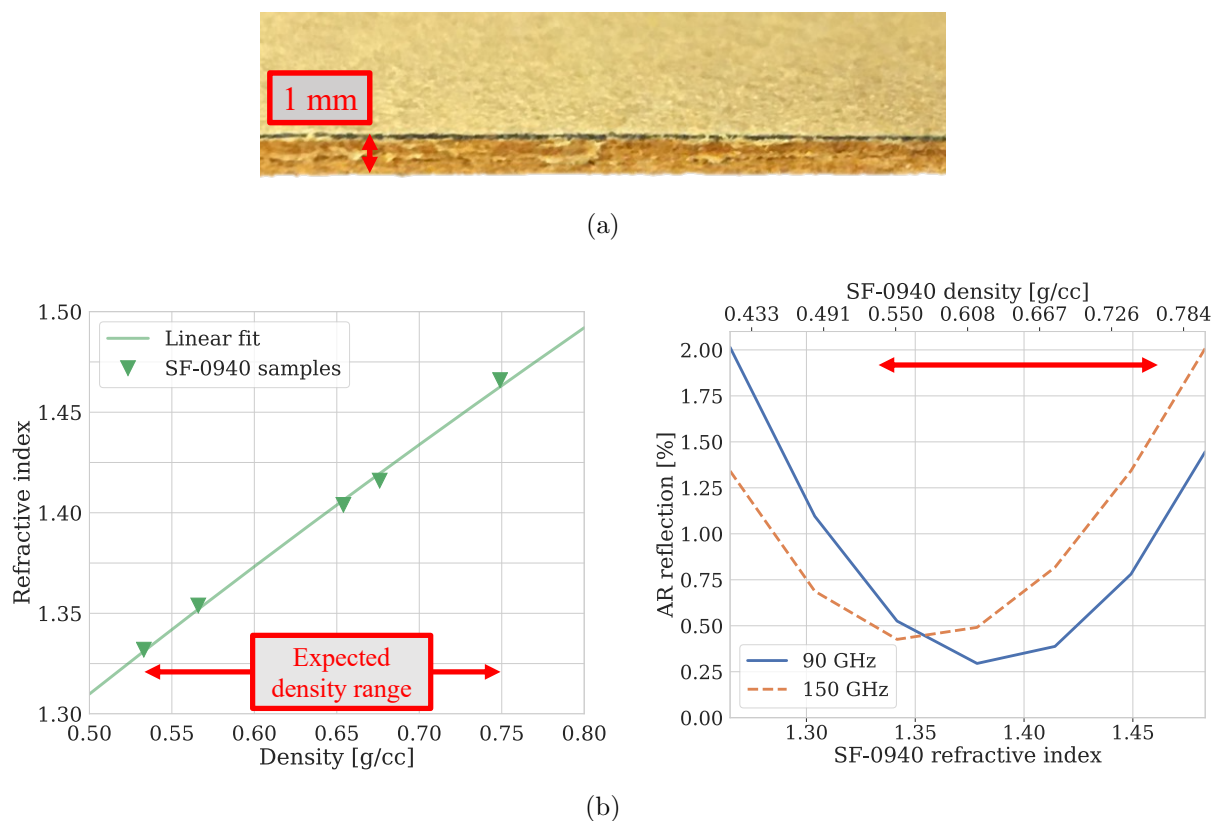 1 mm
(a)
1.50
1.45
1.40
1.35
1.30
Refractive index
Linear fit
SF-0940 samples
Expected
density range
0.50 0.55 0.60 0.65 0.70 0.75 0.80
Density [g/cc]
SF-0940 density [g/cc]
0.433 0.491 0.550 0.608 0.667 0.726 0.784
2.00
1.75
1.50
1.25
1.00
0.75
0.50
0.25
0.00
AR reflection [%]
90 GHz
150 GHz
1.30 1.35 1.40 1.45
SF-0940 refractive index
(b)